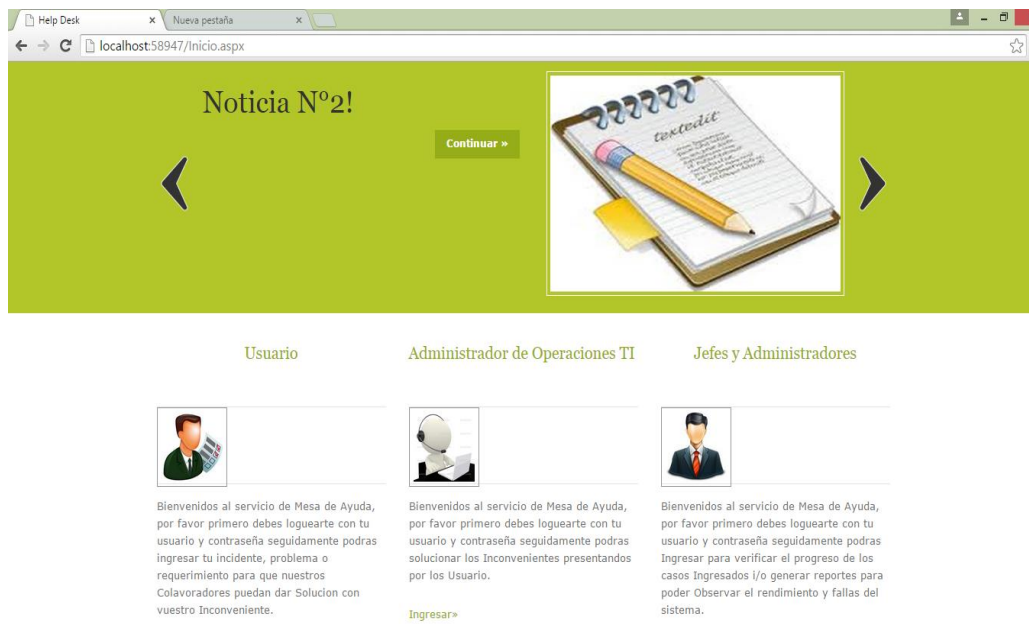 Help Desk
Nueva pestaña
localhost:58947/Inicio.aspx
Noticia N°2!
Continuar »
textedit
Usuario
Administrador de Operaciones TI
Jefes y Administradores
Bienvenidos al servicio de Mesa de Ayuda,
por favor primero debes loguearte con tu
usuario y contraseña seguidamente podras
ingresar tu incidente, problema o
requerimiento para que nuestros
Colavoradores puedan dar Solucion con
vuestro Inconveniente.
Bienvenidos al servicio de Mesa de Ayuda,
por favor primero debes loguearte con tu
usuario y contraseña seguidamente podras
solucionar los Inconvenientes presentandos
por los Usuario.
Ingresar»
Bienvenidos al servicio de Mesa de Ayuda,
por favor primero debes loguearte con tu
usuario y contraseña seguidamente podras
Ingresar para verificar el progreso de los
casos Ingresados i/o generar reportes para
poder Observar el rendimiento y fallas del
sistema.